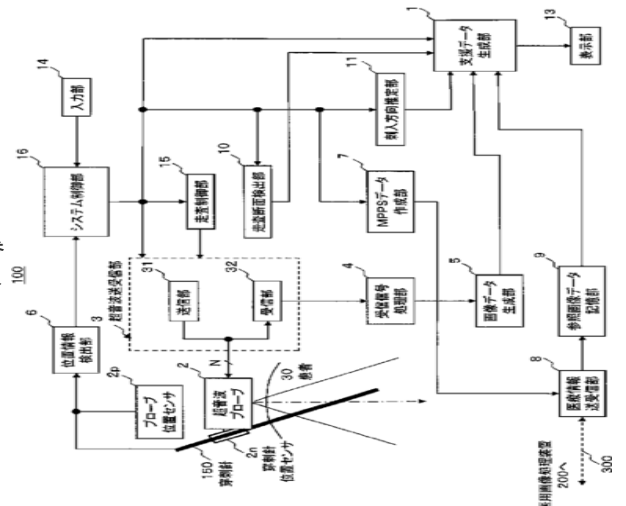 100
14
入力部
16
システム制御部
6
位置情報
検出部
2p
プローブ
位置センサ
超音波送受信部
3
15
走査制御部
31
送信部
32
受信部
N
2
超音波
プローブ
30
患者
150
穿刺針
2n
穿刺針
位置センサ
10
走査断面検出部
4
受信信号
処理部
7
MPPSデータ
作成部
11
刺入方向推定部
5
画像データ
生成部
1
支援データ
生成部
13
表示部
9
参照画像データ
記憶部
8
医療情報
送受信部
用画像処理装置
200へ
300